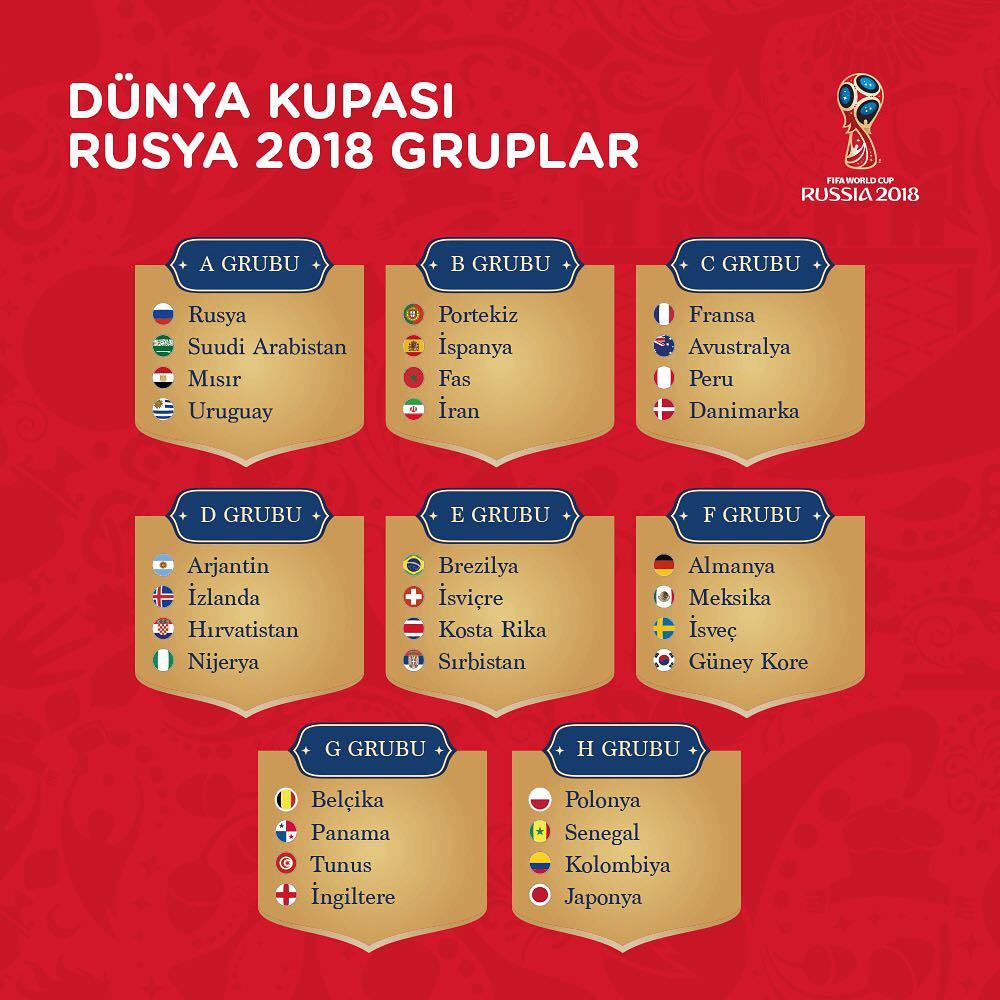 DÜNYA KUPASI
RUSYA 2018 GRUPLAR
FIFA WORLD CUP
RUSSIA 2018
A GRUBU
Rusya
Suudi Arabistan
Mısır
Uruguay
B GRUBU
Portekiz
İspanya
Fas
İran
C GRUBU
Fransa
Avustralya
Peru
Danimarka
D GRUBU
Arjantin
İzlanda
Hırvatistan
Nijerya
E GRUBU
Brezilya
İsviçre
Kosta Rika
Sırbistan
F GRUBU
Almanya
Meksika
İsveç
Güney Kore
G GRUBU
Belçika
Panama
Tunus
İngiltere
H GRUBU
Polonya
Senegal
Kolombiya
Japonya